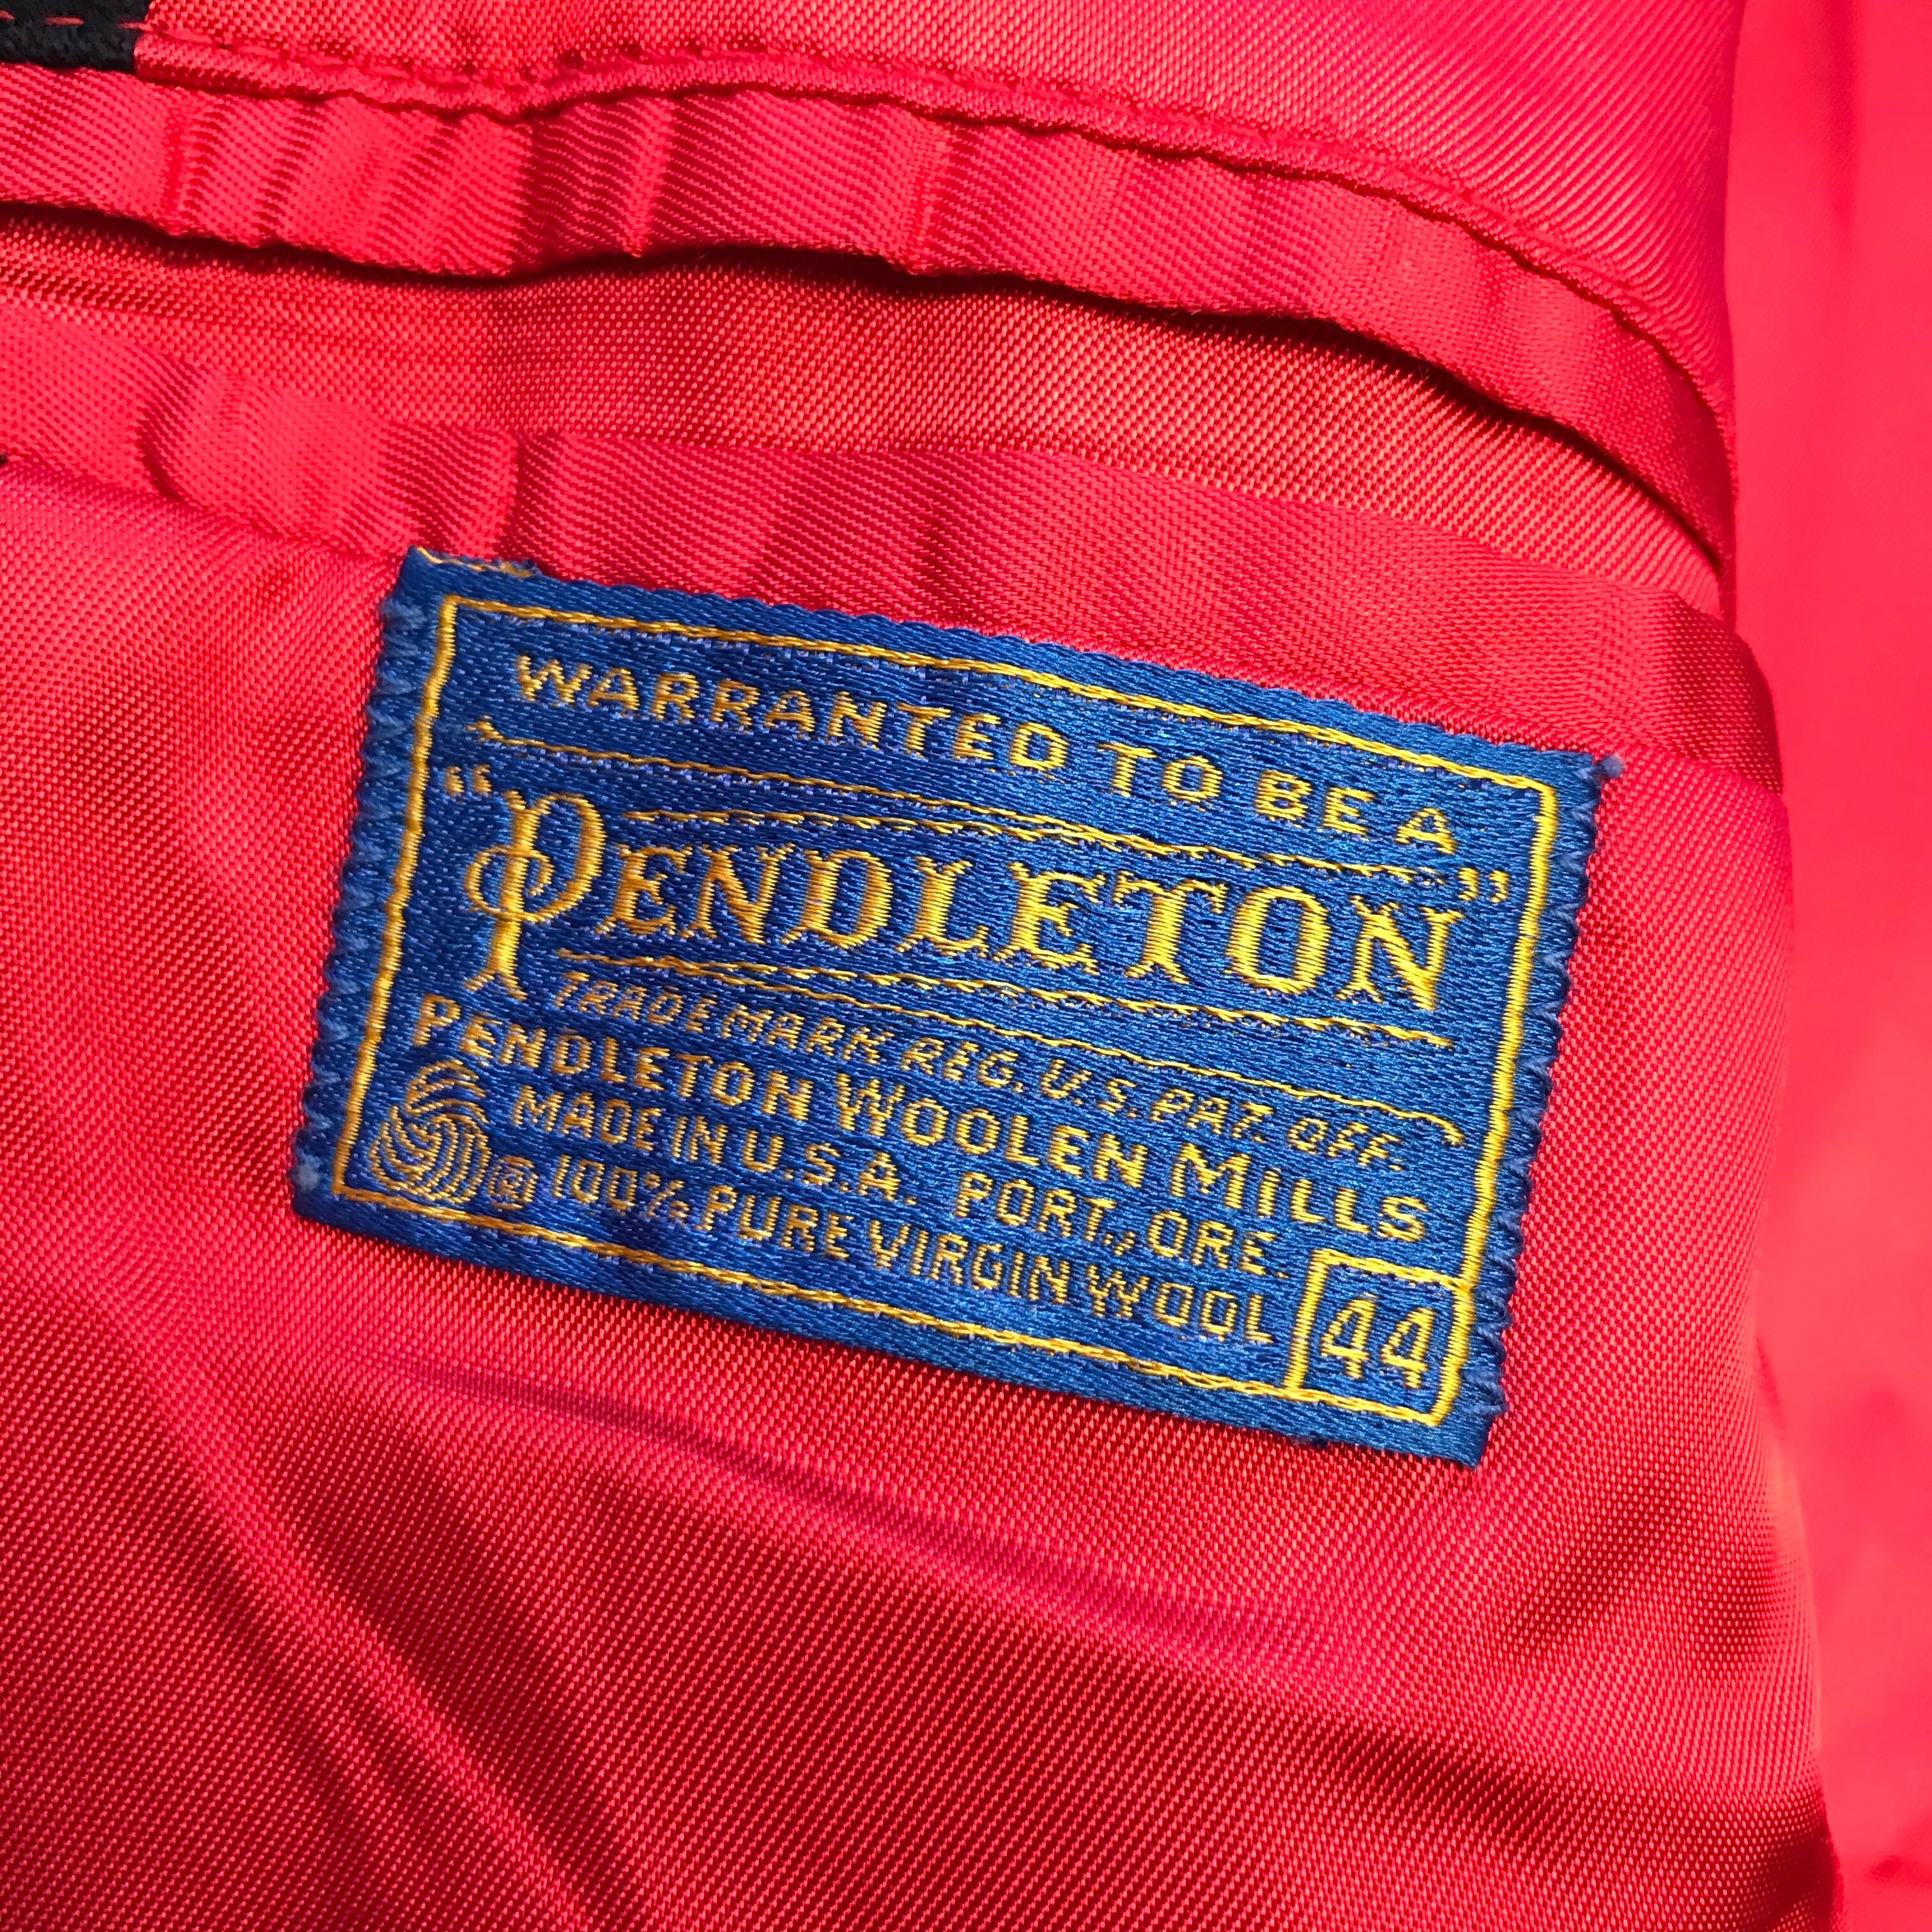 WARRANTED TO BE A
“PENDLETON”
TRADE MARK REG. U.S. PAT. OFF.
PENDLETON WOOLEN MILLS
MADE IN U.S.A. PORT., ORE.
® 100% PURE VIRGIN WOOL
44